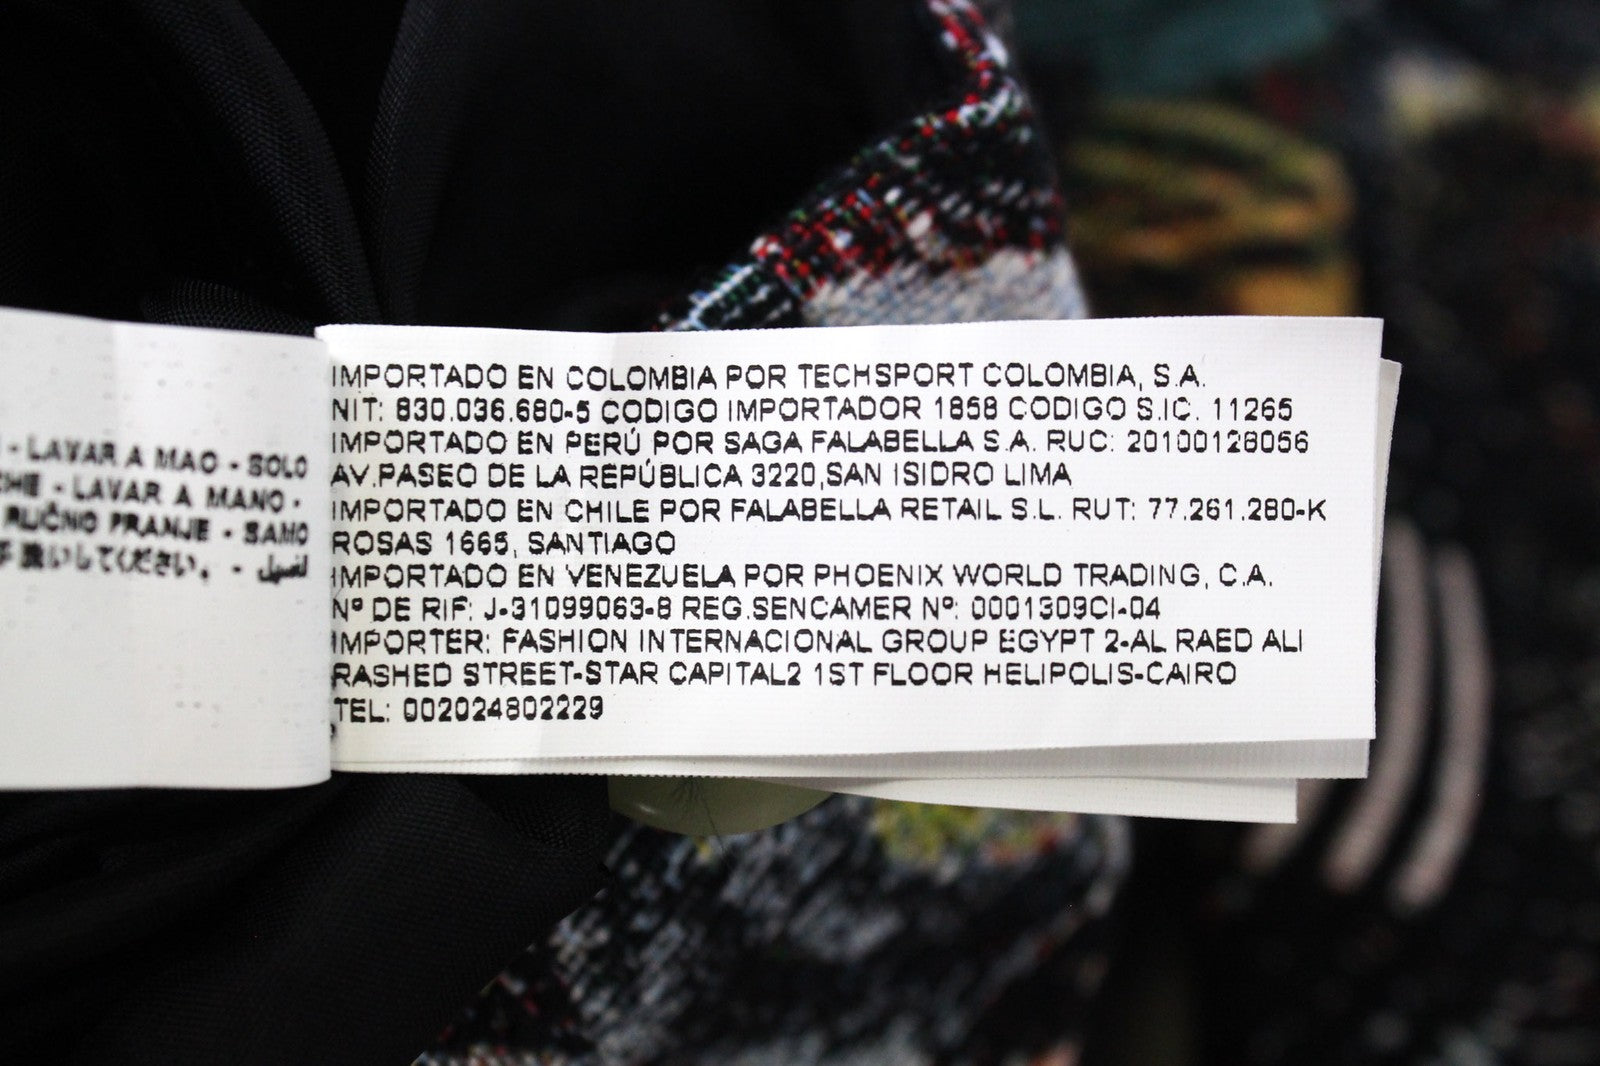 - LAVAR A MAO - SOLO
- LAVAR A MANO -
RUČNO PRANJE - SAMO
IMPORTADO EN COLOMBIA POR TECHSPORT COLOMBIA, S.A.
NIT: 830.036.680-5 CODIGO IMPORTADOR 1858 CODIGO S.IC. 11265
IMPORTADO EN PERÚ POR SAGA FALABELLA S.A. RUC: 20100128056
AV.PASEO DE LA REPÚBLICA 3220,SAN ISIDRO LIMA
IMPORTADO EN CHILE POR FALABELLA RETAIL S.L. RUT: 77.261.280-K
ROSAS 1665, SANTIAGO
IMPORTADO EN VENEZUELA POR PHOENIX WORLD TRADING, C.A.
Nº DE RIF: J-31099063-8 REG.SENCAMER Nº: 0001309CI-04
IMPORTER: FASHION INTERNACIONAL GROUP EGYPT 2-AL RAED ALI
RASHED STREET-STAR CAPITAL2 1ST FLOOR HELIPOLIS-CAIRO
TEL: 002024802229